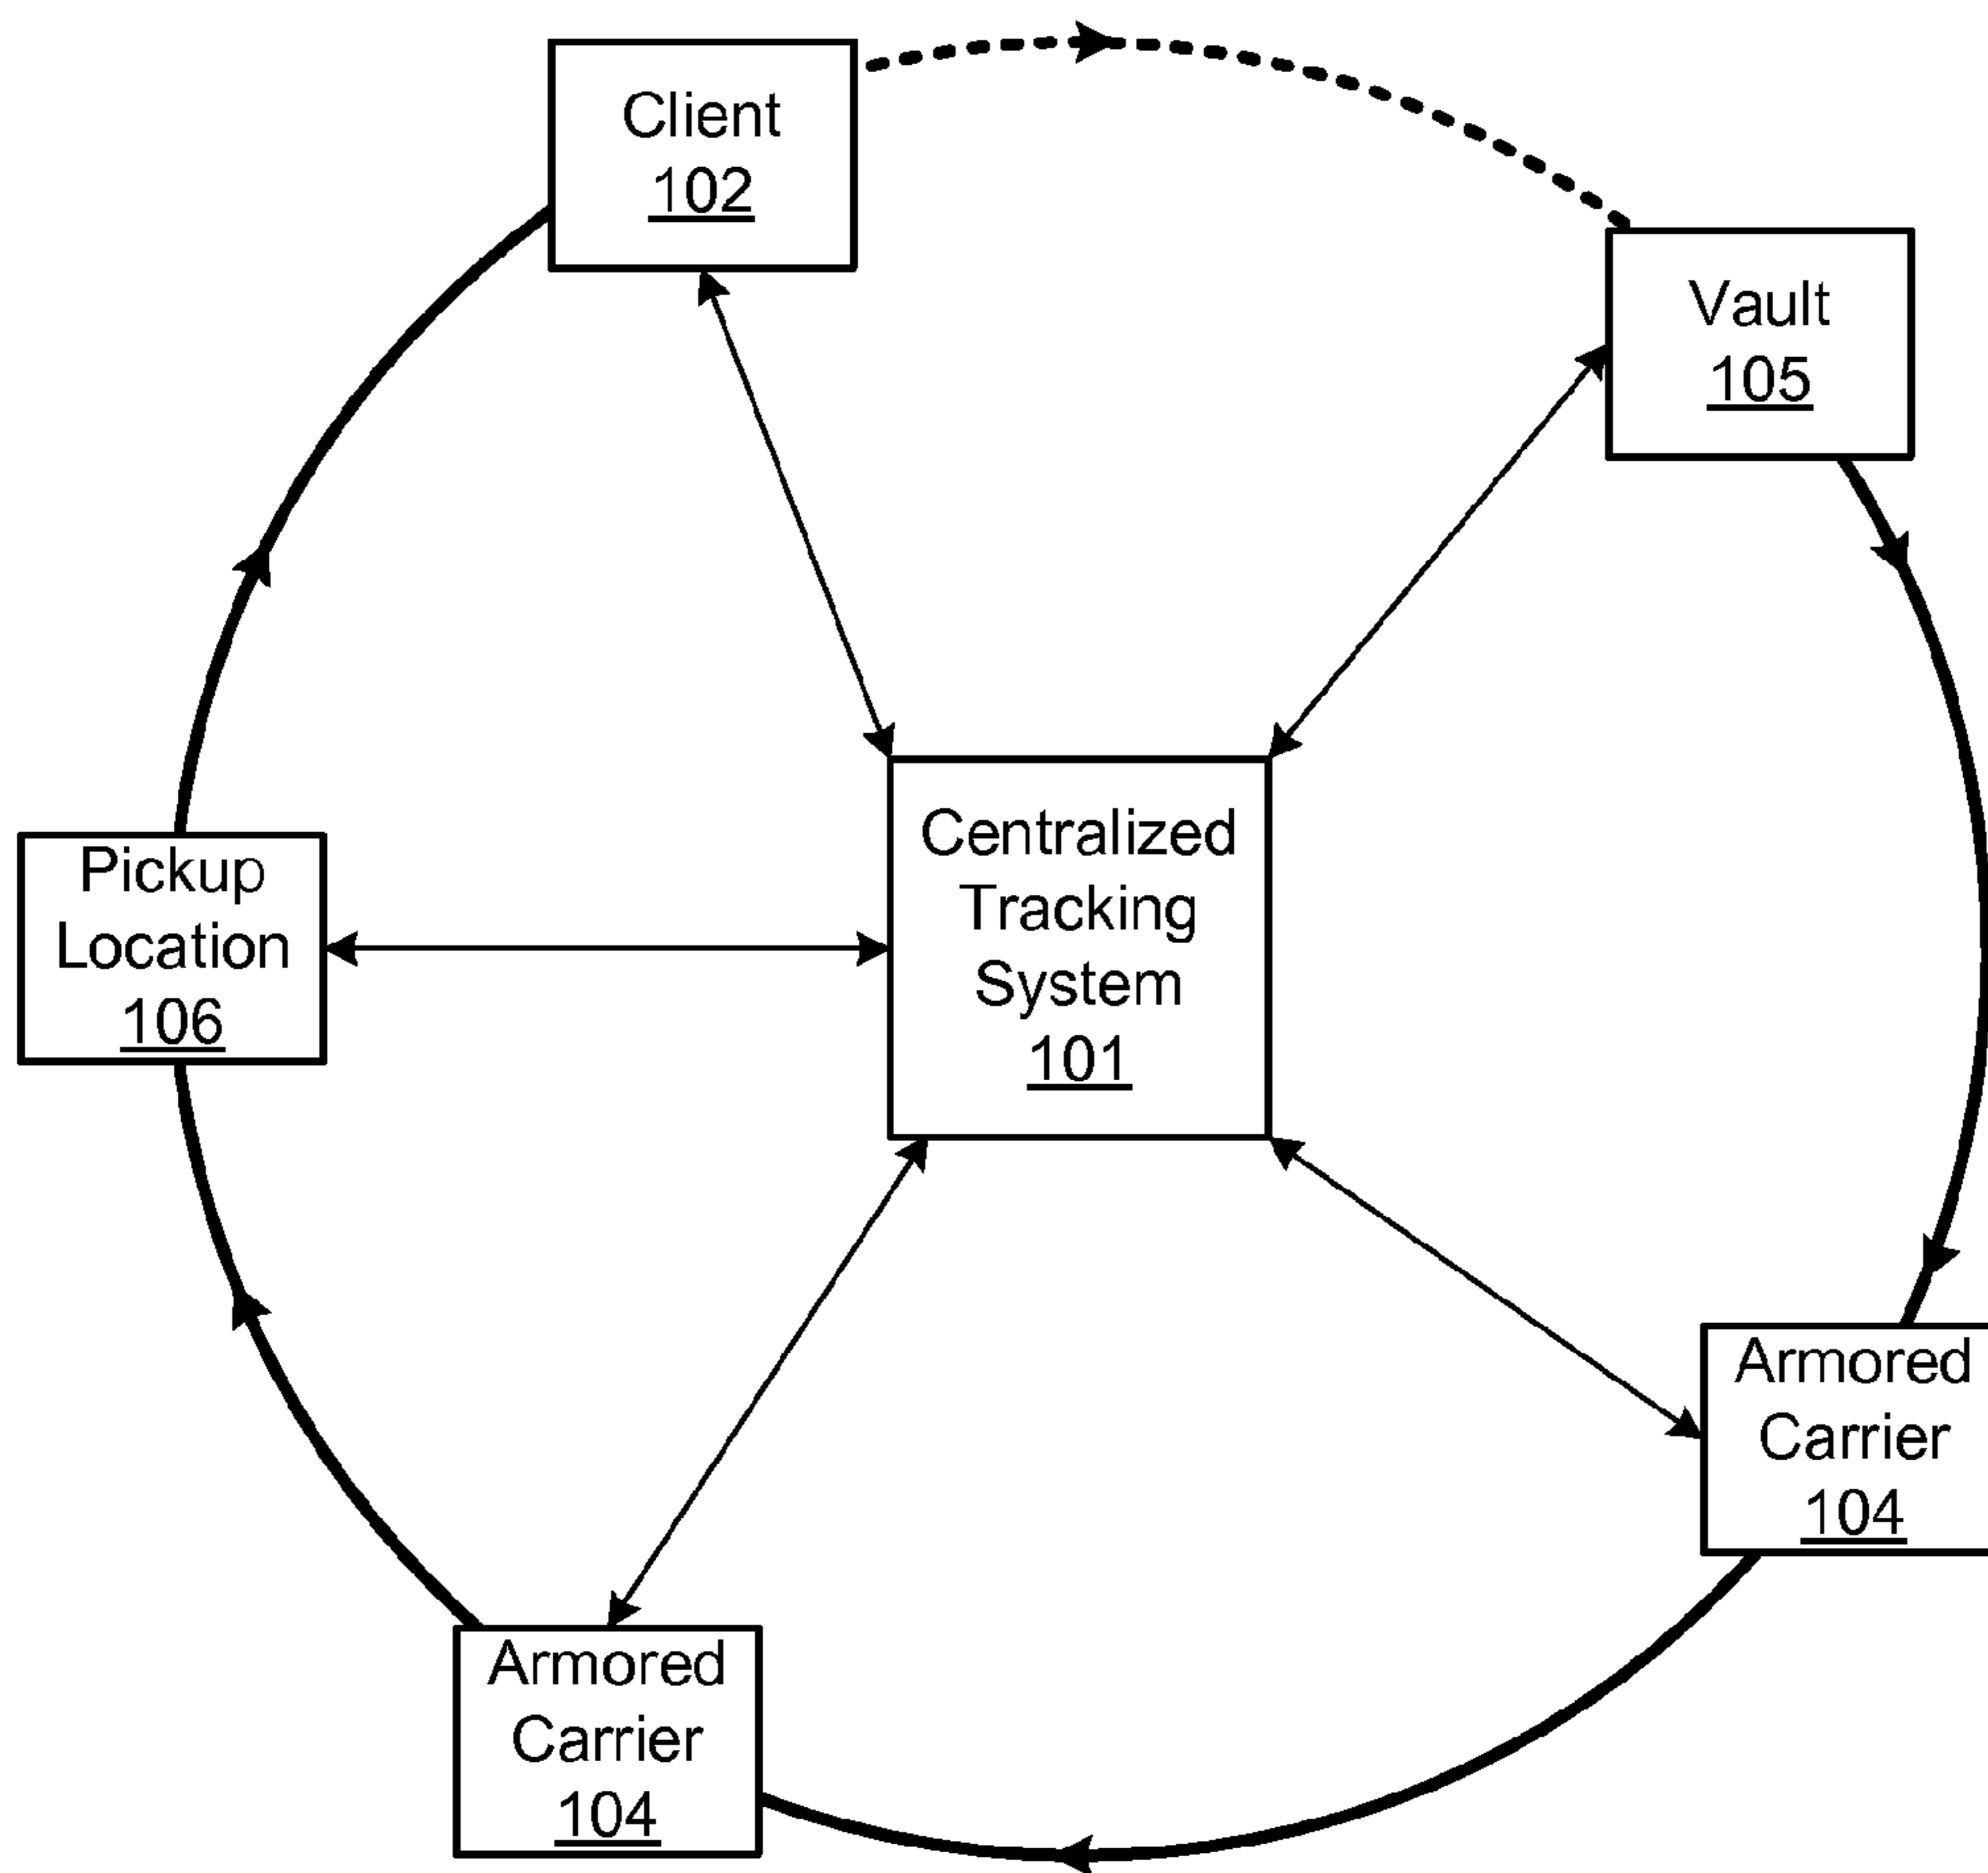 Client
102
Vault
105
Centralized
Tracking
System
101
Pickup
Location
106
Armored
Carrier
104
Armored
Carrier
104